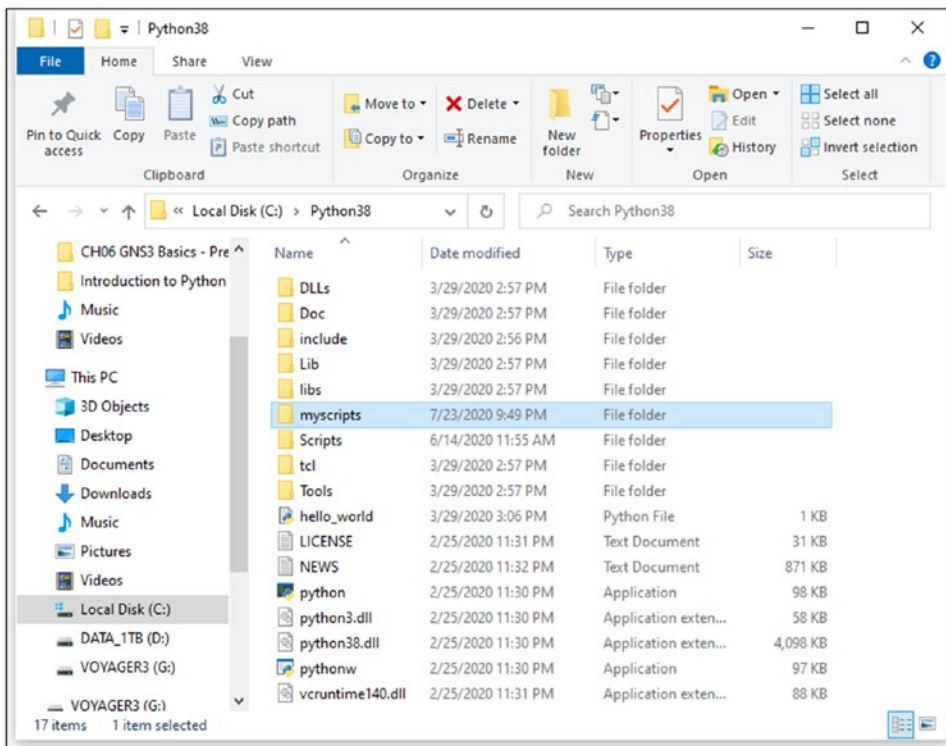 Python38
File Home Share View
Pin to Quick access
Copy
Paste
Cut
Copy path
Paste shortcut
Clipboard
Move to
Copy to
Delete
Rename
Organize
New folder
New
Properties
Open
Edit
History
Open
Select all
Select none
Invert selection
Select
« Local Disk (C:) > Python38
Search Python38
CH06 GNS3 Basics - Pre
Introduction to Python
Music
Videos
This PC
3D Objects
Desktop
Documents
Downloads
Music
Pictures
Videos
Local Disk (C:)
DATA_1TB (D:)
VOYAGER3 (G:)
VOYAGER3 (G:)
Name Date modified Type Size
DLLs 3/29/2020 2:57 PM File folder
Doc 3/29/2020 2:57 PM File folder
include 3/29/2020 2:56 PM File folder
Lib 3/29/2020 2:57 PM File folder
libs 3/29/2020 2:57 PM File folder
myscripts 7/23/2020 9:49 PM File folder
Scripts 6/14/2020 11:55 AM File folder
tcl 3/29/2020 2:57 PM File folder
Tools 3/29/2020 2:57 PM File folder
hello_world 3/29/2020 3:06 PM Python File 1 KB
LICENSE 2/25/2020 11:31 PM Text Document 31 KB
NEWS 2/25/2020 11:32 PM Text Document 871 KB
python 2/25/2020 11:30 PM Application 98 KB
python3.dll 2/25/2020 11:30 PM Application exten... 58 KB
python38.dll 2/25/2020 11:30 PM Application exten... 4,098 KB
pythonw 2/25/2020 11:30 PM Application 97 KB
vcruntime140.dll 2/25/2020 11:31 PM Application exten... 88 KB
17 items 1 item selected